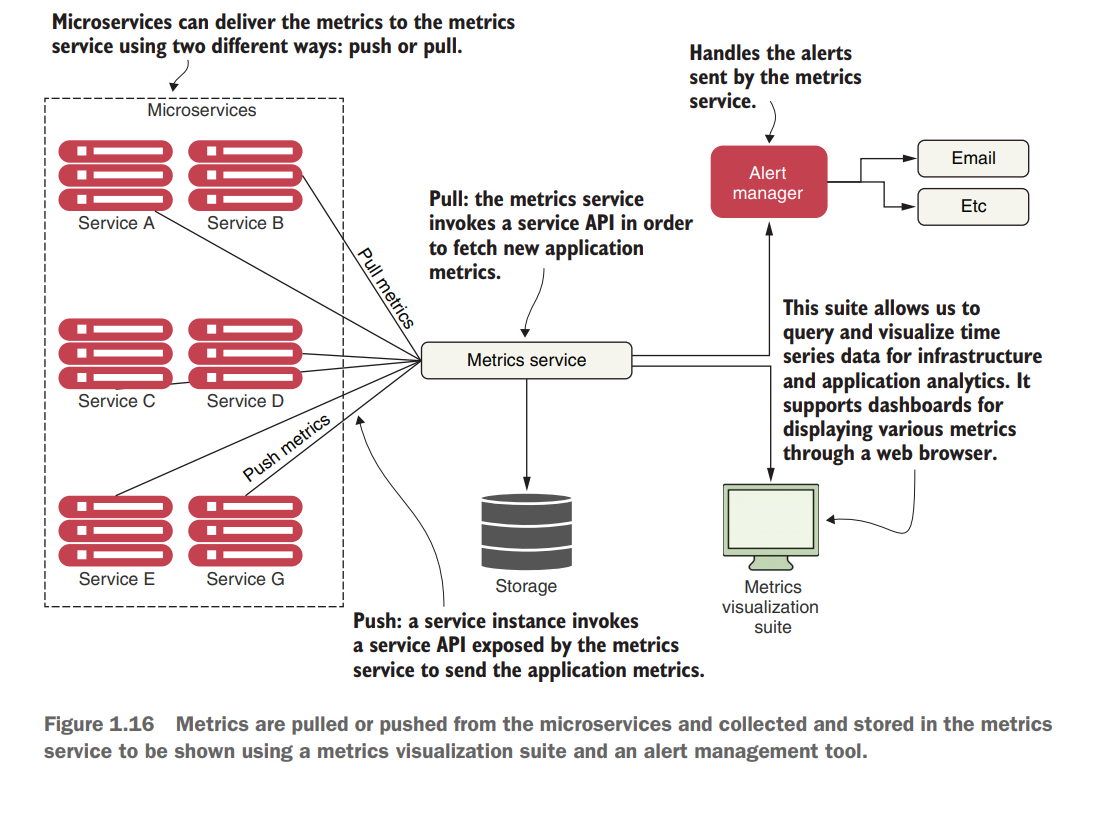 Microservices can deliver the metrics to the metrics
service using two different ways: push or pull.
Handles the alerts
sent by the metrics
service.
Microservices
Service A
Service B
Alert
manager
Email
Etc
Pull: the metrics service
invokes a service API in order
to fetch new application
metrics.
Pull metrics
This suite allows us to
query and visualize time
series data for infrastructure
and application analytics. It
supports dashboards for
displaying various metrics
through a web browser.
Metrics service
Service C
Service D
Push metrics
Service E
Service G
Storage
Metrics
visualization
suite
Push: a service instance invokes
a service API exposed by the metrics
service to send the application metrics.
Figure 1.16 Metrics are pulled or pushed from the microservices and collected and stored in the metrics
service to be shown using a metrics visualization suite and an alert management tool.